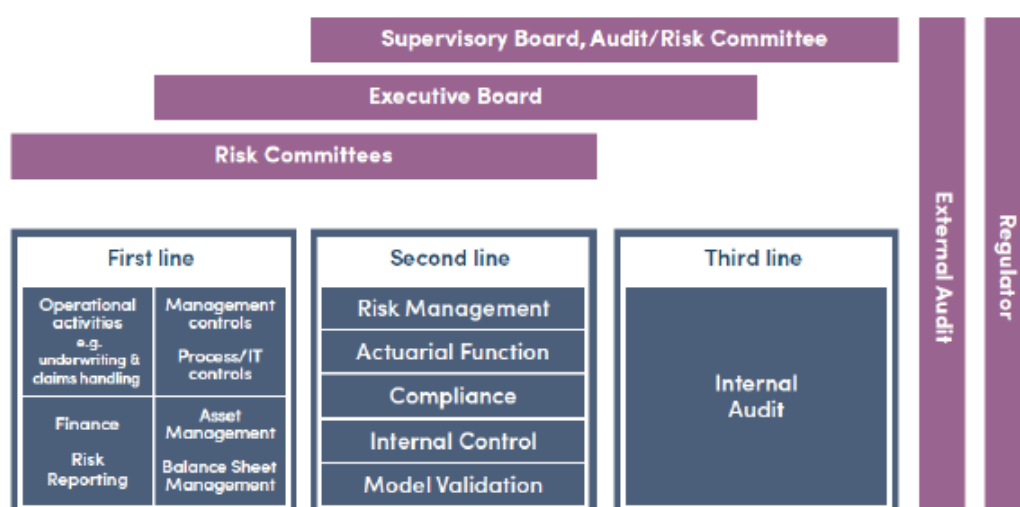 Supervisory Board, Audit/Risk Committee
Executive Board
Risk Committees
First line
Operational
activities
e.g.
underwriting &
claims handling
Management
controls
Process/IT
controls
Finance
Risk
Reporting
Asset
Management
Balance Sheet
Management
Second line
Risk Management
Actuarial Function
Compliance
Internal Control
Model Validation
Third line
Internal
Audit
External Audit
Regulator